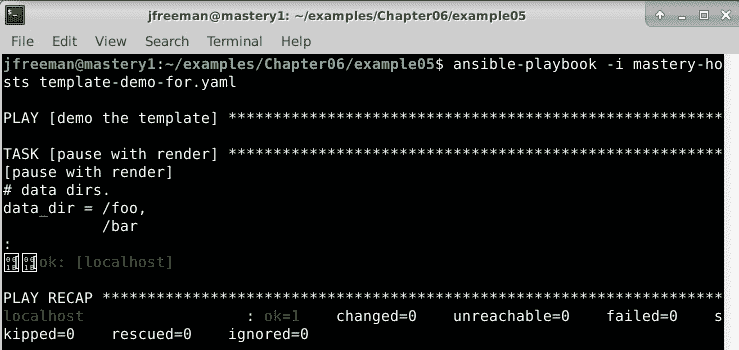 jfreeman@mastery1: ~/examples/Chapter06/example05
File Edit View Search Terminal Help
jfreeman@mastery1:~/examples/Chapter06/example05$ ansible-playbook -i mastery-ho
sts template-demo-for.yaml
PLAY [demo the template] *******************************************************
TASK [pause with render] *******************************************************
[pause with render]
# data dirs.
data_dir = /foo,
           /bar
:
ok: [localhost]
PLAY RECAP *********************************************************************
localhost                  : ok=1    changed=0    unreachable=0    failed=0    s
kipped=0    rescued=0    ignored=0